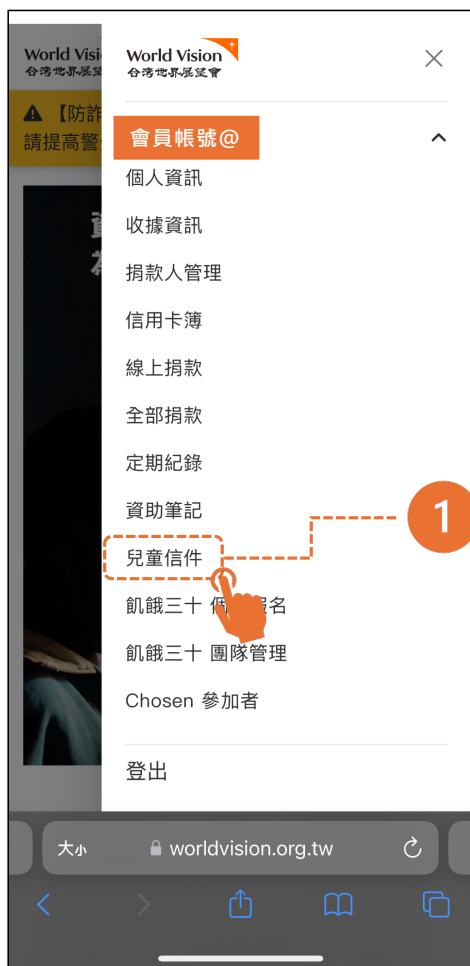 World Visi
台灣世界展望
World Vision
台灣世界展望會
【防詐
請提高警
會員帳號@
個人資訊
收據資訊
捐款人管理
信用卡簿
線上捐款
全部捐款
定期紀錄
資助筆記
1
兒童信件
飢餓三十 個 名
飢餓三十 團隊管理
Chosen 參加者
登出
大小
worldvision.org.tw